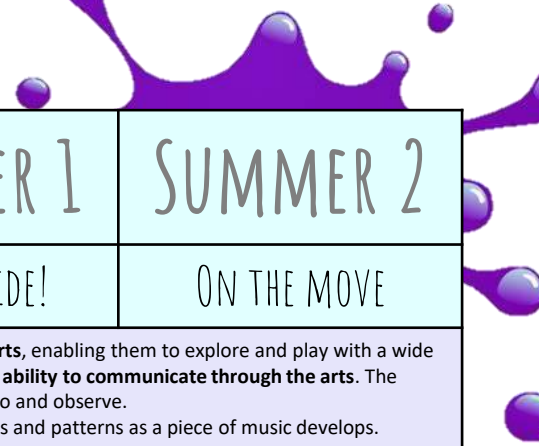 ER 1 SUMMER 2
IDE! ON THE MOVE
rts, enabling them to explore and play with a wide
ability to communicate through the arts. The
o and observe.
s and patterns as a piece of music develops.